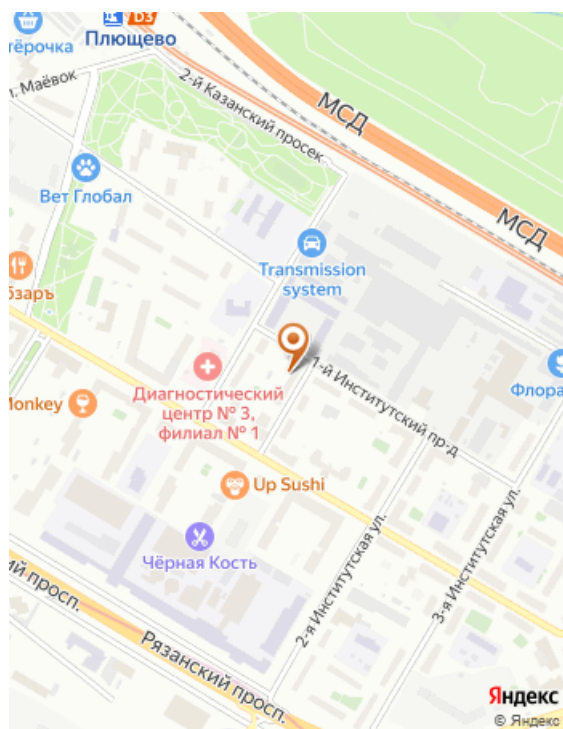 D3
Плющево
тёрочка
л. Маёвок
2-й Казанский просек
МСД
Вет Глобал
МСД
Transmission
system
бзаръ
1-й Институтский пр-д
Диагностический
центр № 3,
филиал № 1
Флора
Monkey
Up Sushi
Чёрная Кость
2-я Институтская ул.
3-я Институтская ул.
ий просп.
Рязанский просп.
Яндекс
© Яндекс